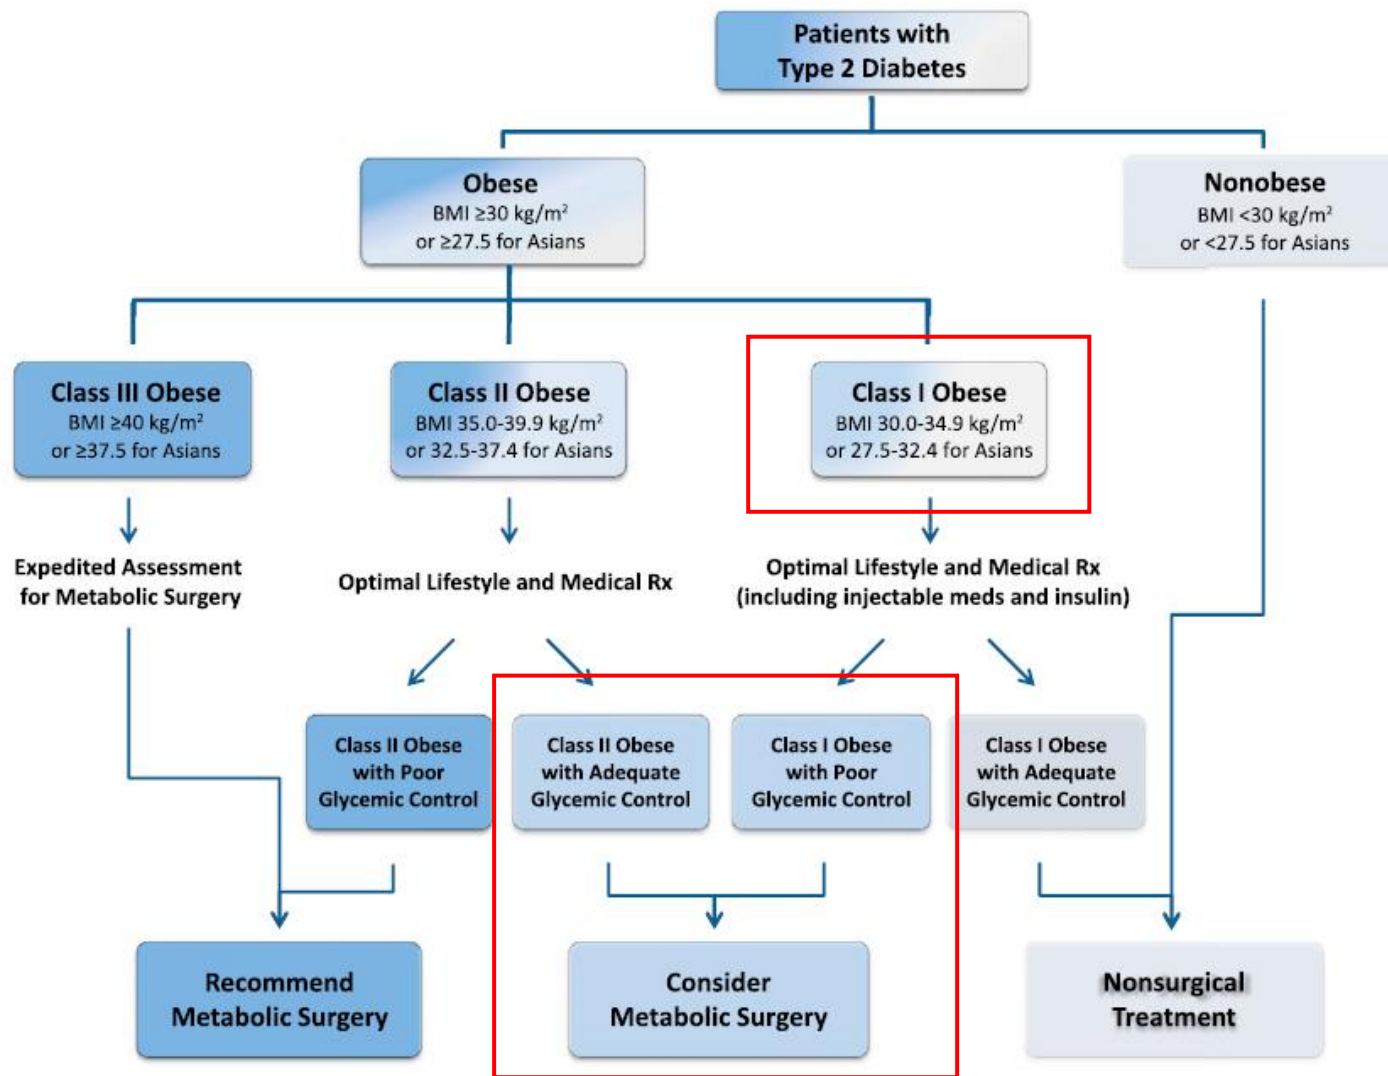 Patients with
Type 2 Diabetes
Obese
BMI ≥30 kg/m²
or ≥27.5 for Asians
Nonobese
BMI <30 kg/m²
or <27.5 for Asians
Class III Obese
BMI ≥40 kg/m²
or ≥37.5 for Asians
Class II Obese
BMI 35.0-39.9 kg/m²
or 32.5-37.4 for Asians
Class I Obese
BMI 30.0-34.9 kg/m²
or 27.5-32.4 for Asians
Expedited Assessment
for Metabolic Surgery
Optimal Lifestyle and Medical Rx
Optimal Lifestyle and Medical Rx
(including injectable meds and insulin)
Class II Obese
with Poor
Glycemic Control
Class II Obese
with Adequate
Glycemic Control
Class I Obese
with Poor
Glycemic Control
Class I Obese
with Adequate
Glycemic Control
Recommend
Metabolic Surgery
Consider
Metabolic Surgery
Nonsurgical
Treatment